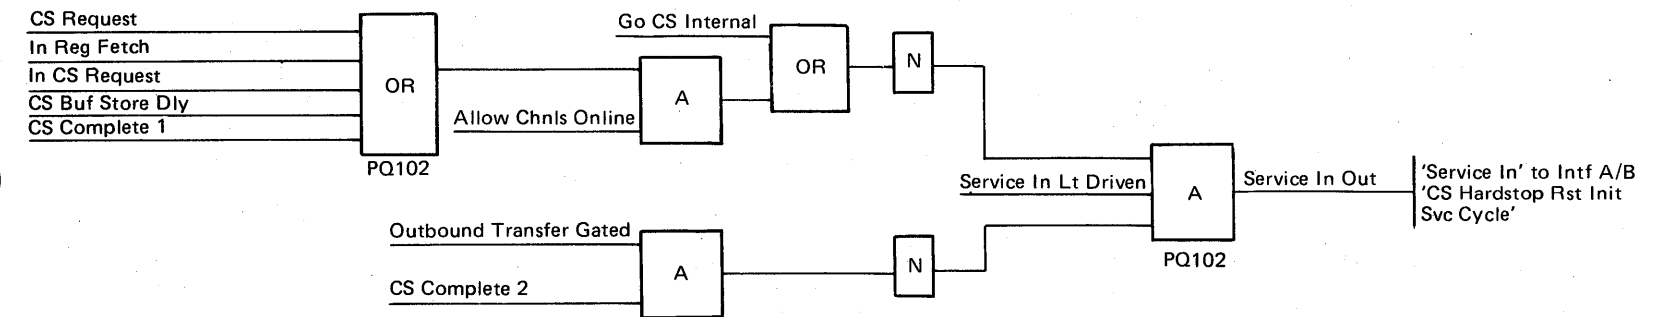 CS Request
In Reg Fetch
In CS Request
CS Buf Store Dly
CS Complete 1
OR
PQ102
Go CS Internal
Allow Chnls Online
A
OR
N
Service In Lt Driven
A
PQ102
Service In Out
'Service In' to Intf A/B
'CS Hardstop Rst Init
Svc Cycle'
Outbound Transfer Gated
CS Complete 2
A
N